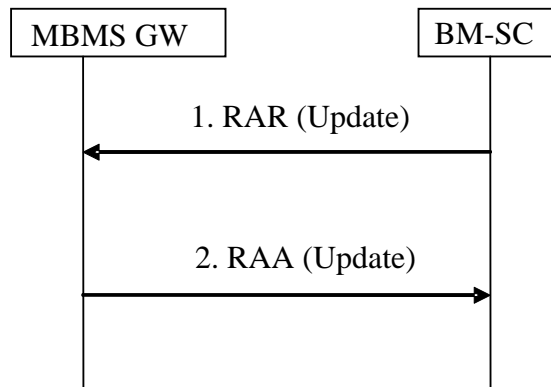 MBMS GW
BM-SC
1. RAR (Update)
2. RAA (Update)